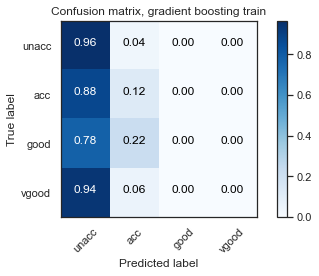 Confusion matrix, gradient boosting train
True label
unacc 0.96 0.04 0.00 0.00
acc 0.88 0.12 0.00 0.00
good 0.78 0.22 0.00 0.00
vgood 0.94 0.06 0.00 0.00
unacc acc good vgood
Predicted label
0.8
0.6
0.4
0.2
0.0